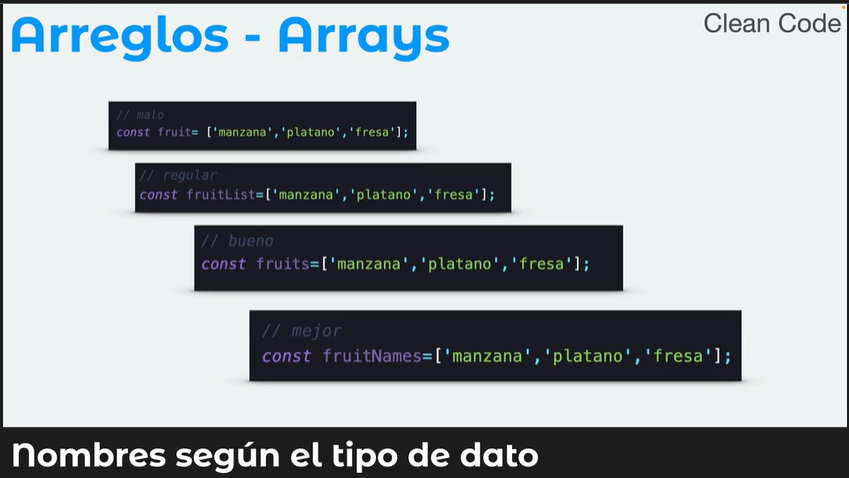 Arreglos - Arrays
Clean Code
// malo
const fruit= ['manzana','platano','fresa'];
// regular
const fruitList=['manzana','platano','fresa'];
// bueno
const fruits=['manzana','platano','fresa'];
// mejor
const fruitNames=['manzana','platano','fresa'];
Nombres según el tipo de dato